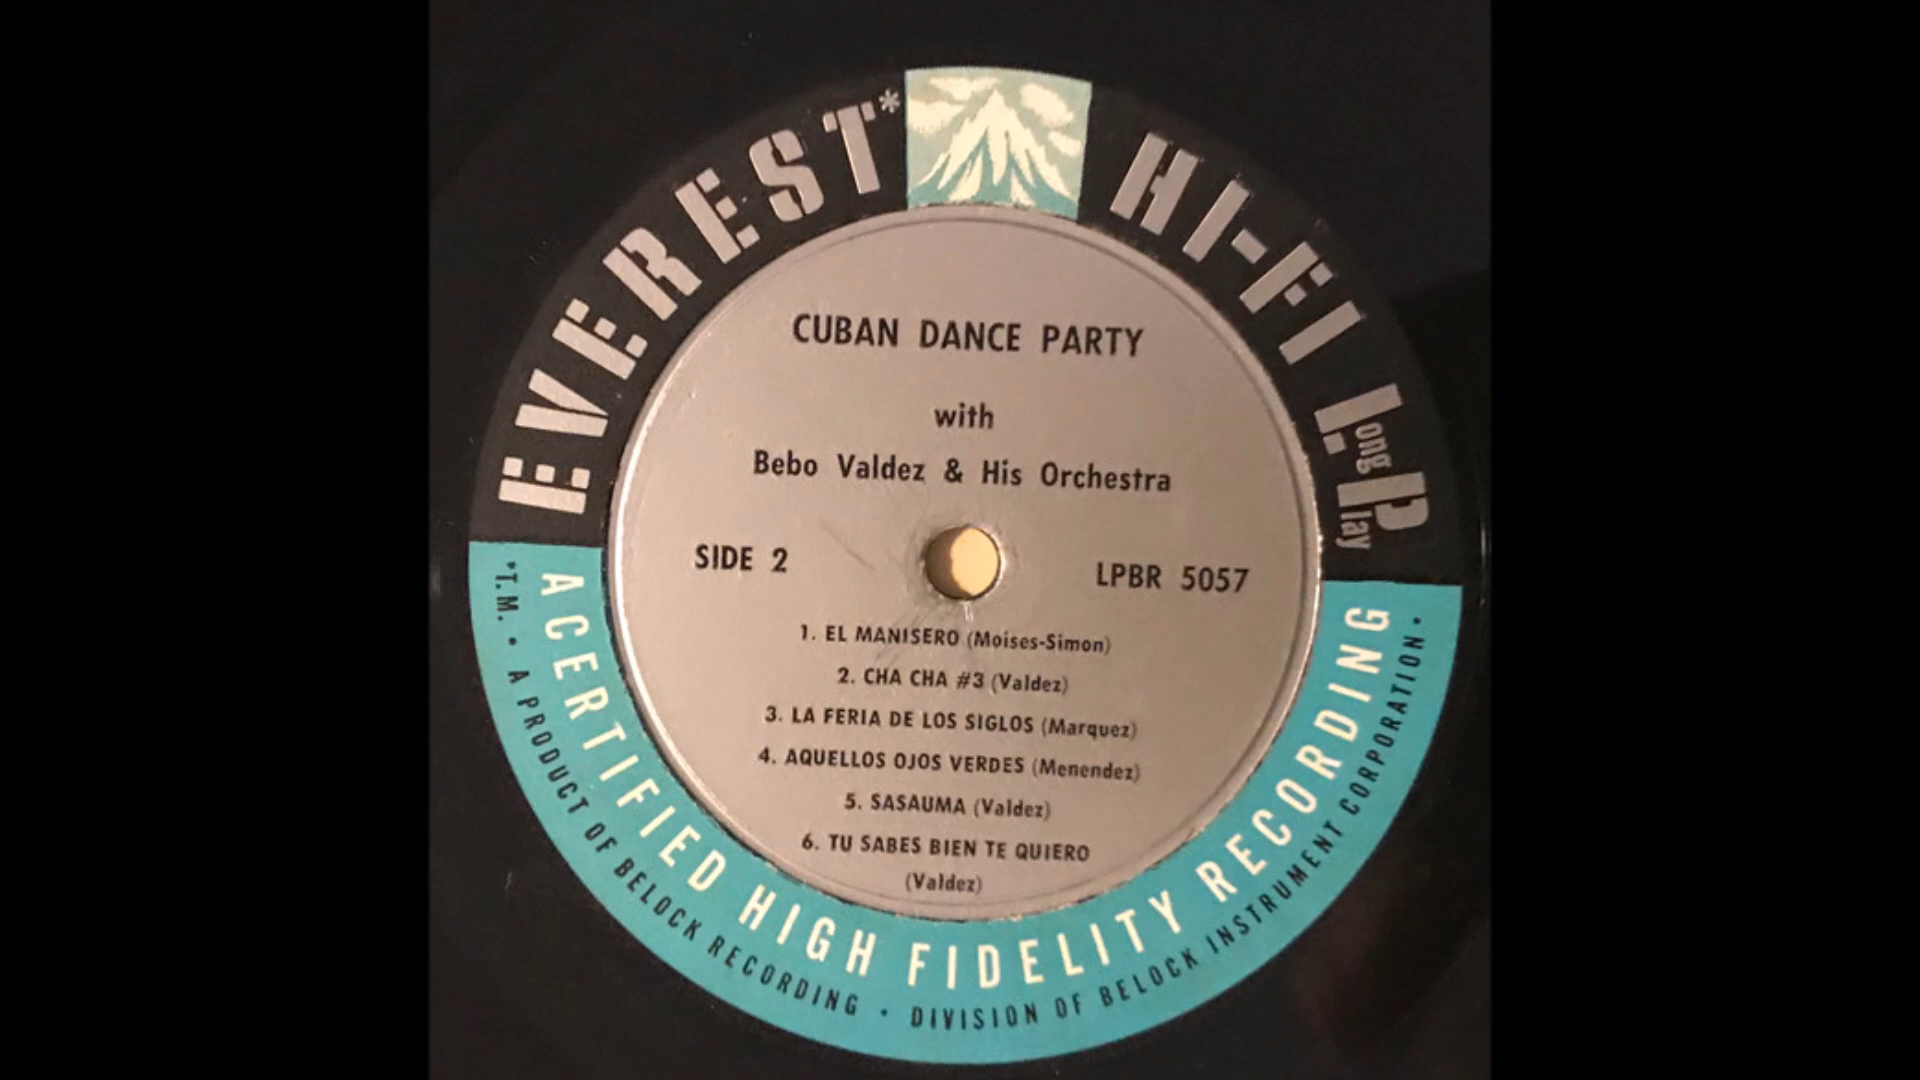 EVEREST* HI-FI Long Play
CUBAN DANCE PARTY
with
Bebo Valdez & His Orchestra
SIDE 2
LPBR 5057
1. EL MANISERO (Moises-Simon)
2. CHA CHA #3 (Valdez)
3. LA FERIA DE LOS SIGLOS (Marquez)
4. AQUELLOS OJOS VERDES (Menendez)
5. SASAUMA (Valdez)
6. TU SABES BIEN TE QUIERO
(Valdez)
A CERTIFIED HIGH FIDELITY RECORDING
*T.M. • A PRODUCT OF BELOCK RECORDING • DIVISION OF BELOCK INSTRUMENT CORPORATION •